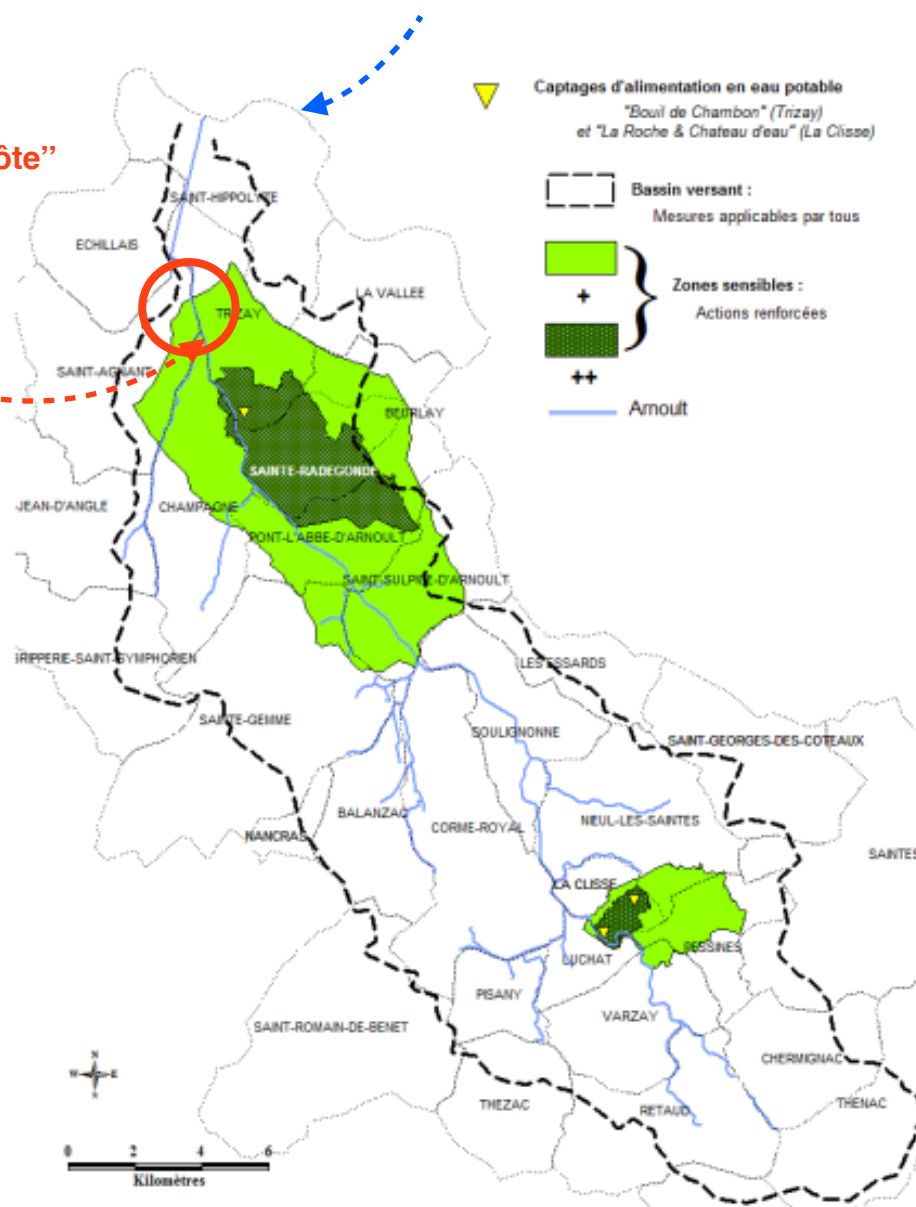 Captages d'alimentation en eau potable
"Bouil de Chambon" (Trizay)
et "La Roche & Chateau d'eau" (La Clisse)
ôte”
Bassin versant :
Mesures applicables par tous
SAINT-HIPPOLYTE
ECHILLAIS
Zones sensibles :
Actions renforcées
+
++
LA VALLEE
TRIZAY
SAINT-AGNANT
Arnoult
BEURLAY
SAINTE-RADEGONDE
-JEAN-D'ANGLE
CHAMPAGNE
PONT-L'ABBE-D'ARNOULT
SAINT-SULPICE-D'ARNOULT
RIPPERIE-SAINT-SYMPHORIEN
LES ESSARDS
SAINTE-GEMME
SOULIGNONNE
SAINT-GEORGES-DES-COTEAUX
BALANZAC
CORME-ROYAL
NIEUL-LES-SAINTES
NANCRAS
SAINTES
LA CLISSE
PESSINES
LUCHAT
PISANY
VARZAY
SAINT-ROMAIN-DE-BENET
CHERMIGNAC
N
W E
S
THEZAC
RETAUD
THENAC
0 2 4 6
Kilomètres